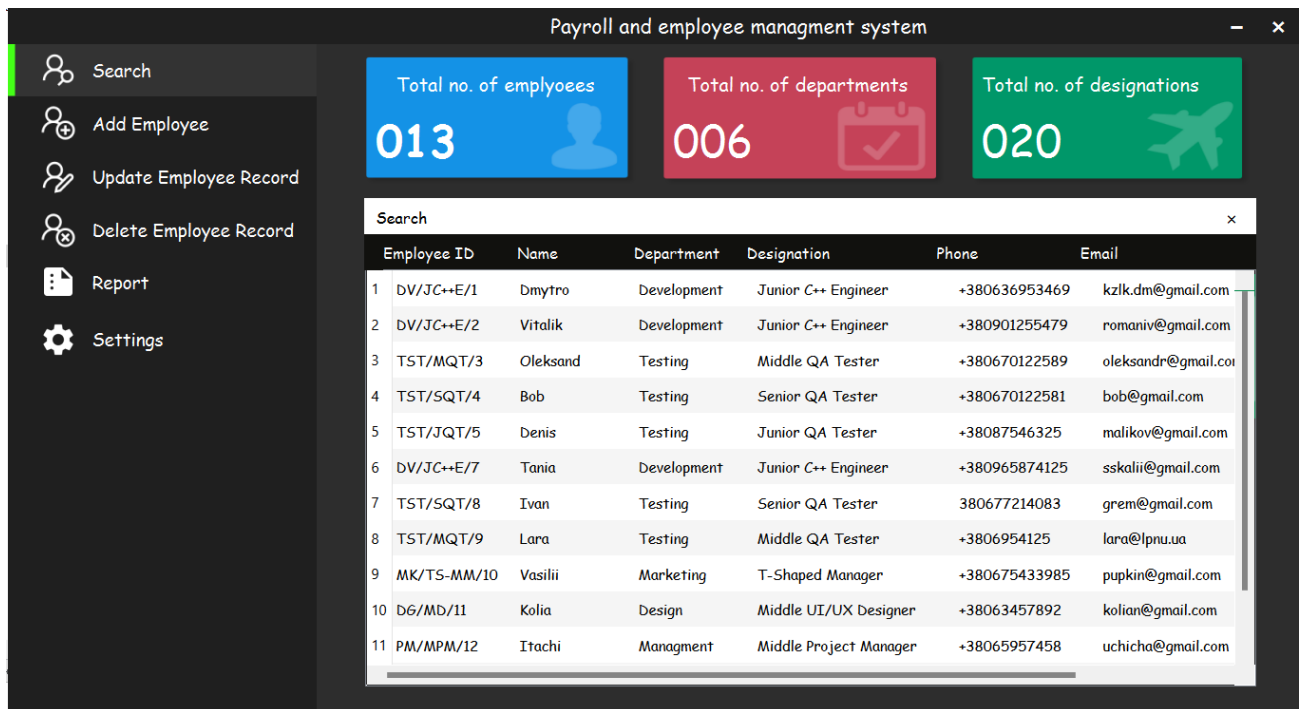 Payroll and employee managment system
Search
Add Employee
Update Employee Record
Delete Employee Record
Report
Settings
Total no. of emplyoees
013
Total no. of departments
006
Total no. of designations
020
Search
Employee ID Name Department Designation Phone Email
1 DV/JC++E/1 Dmytro Development Junior C++ Engineer +380636953469 kzlk.dm@gmail.com
2 DV/JC++E/2 Vitalik Development Junior C++ Engineer +380901255479 romaniv@gmail.com
3 TST/MQT/3 Oleksand Testing Middle QA Tester +380670122589 oleksandr@gmail.co
4 TST/SQT/4 Bob Testing Senior QA Tester +380670122581 bob@gmail.com
5 TST/JQT/5 Denis Testing Junior QA Tester +38087546325 malikov@gmail.com
6 DV/JC++E/7 Tania Development Junior C++ Engineer +380965874125 sskalii@gmail.com
7 TST/SQT/8 Ivan Testing Senior QA Tester 380677214083 grem@gmail.com
8 TST/MQT/9 Lara Testing Middle QA Tester +3806954125 lara@lpnu.ua
9 MK/TS-MM/10 Vasilii Marketing T-Shaped Manager +380675433985 pupkin@gmail.com
10 DG/MD/11 Kolia Design Middle UI/UX Designer +38063457892 kolian@gmail.com
11 PM/MPM/12 Itachi Managment Middle Project Manager +38065957458 uchicha@gmail.com